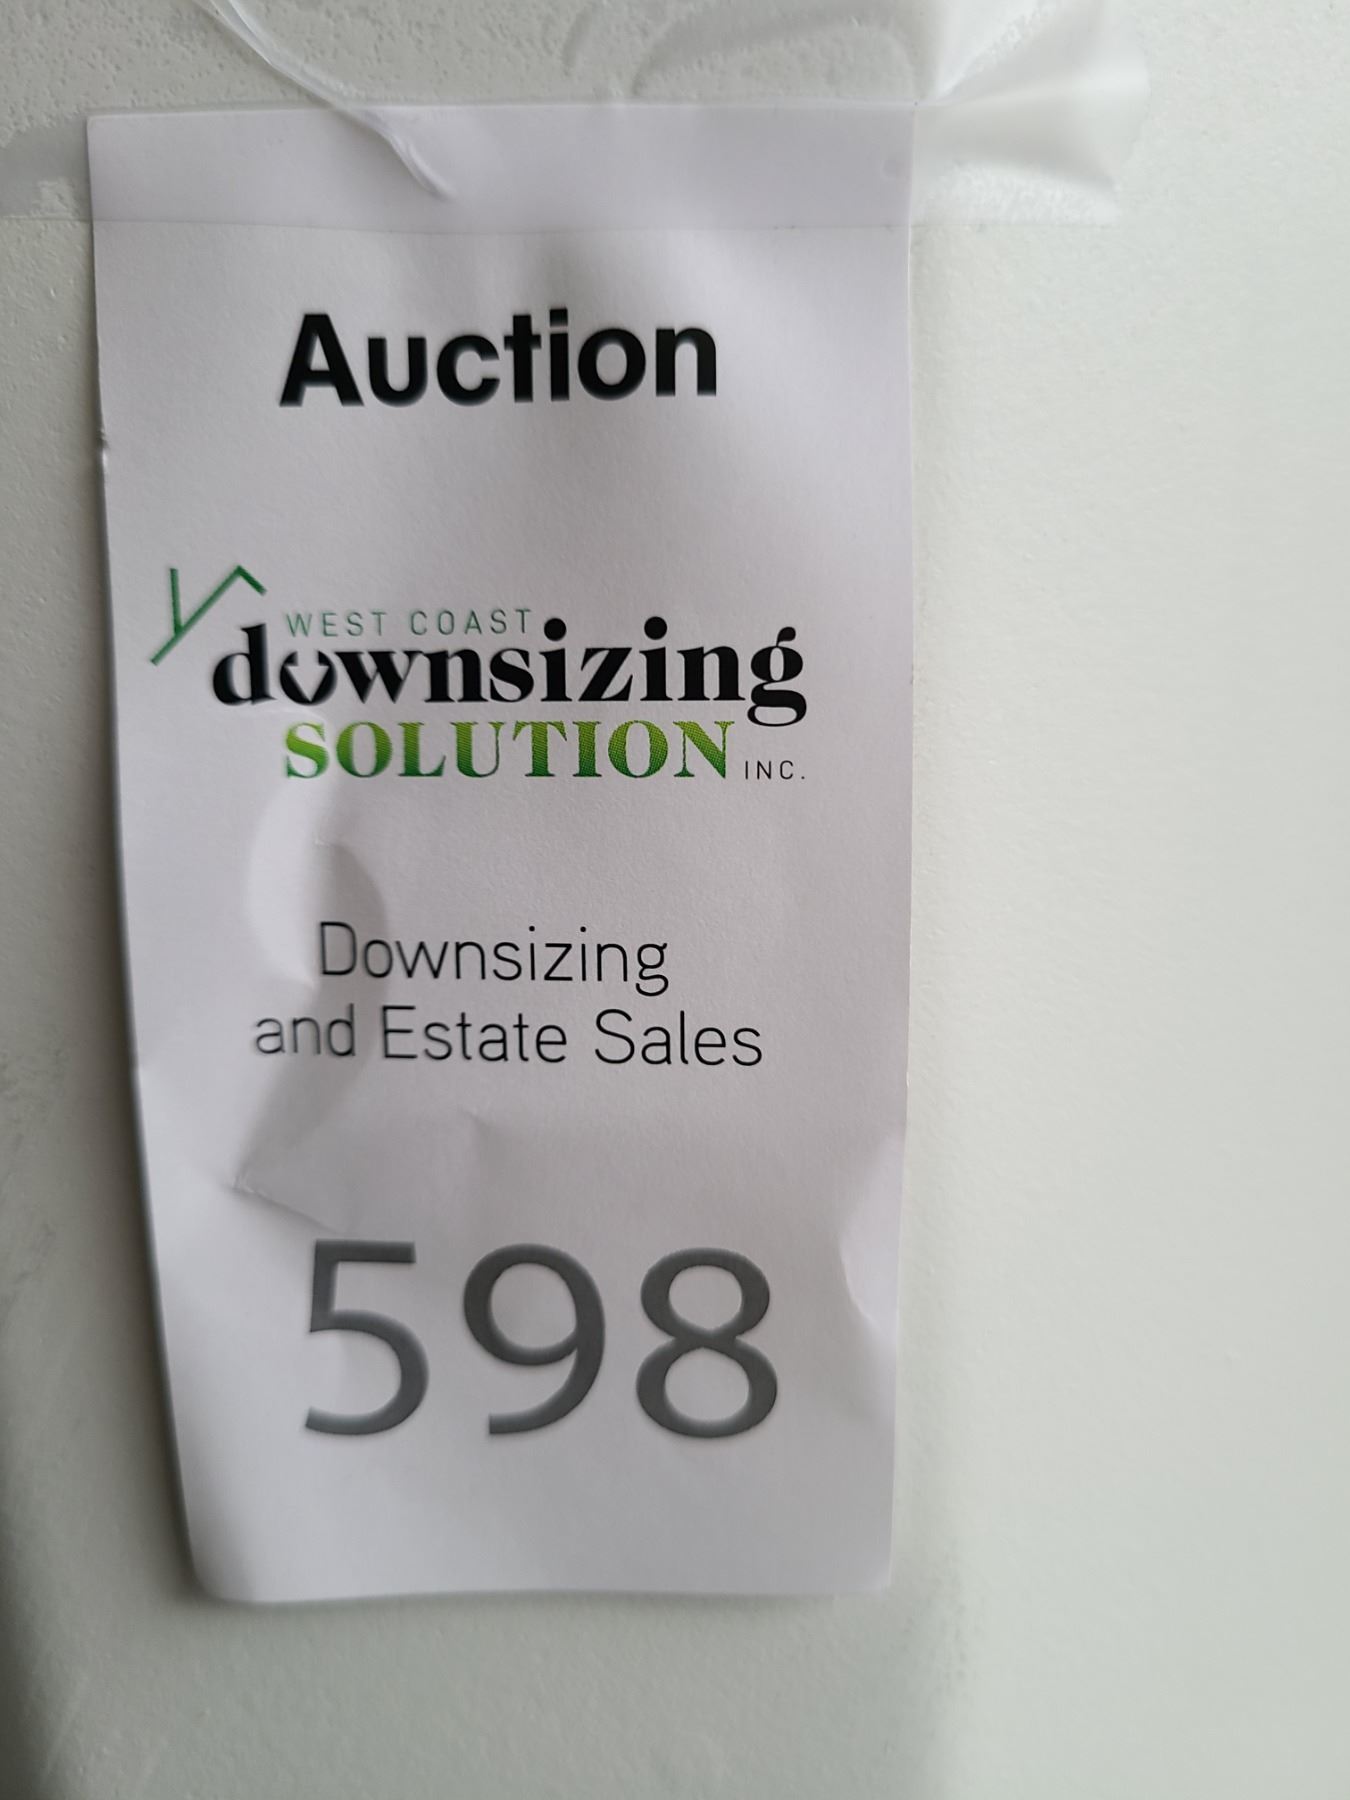 Auction
WEST COAST
downsizing
SOLUTION INC.
Downsizing
and Estate Sales
598